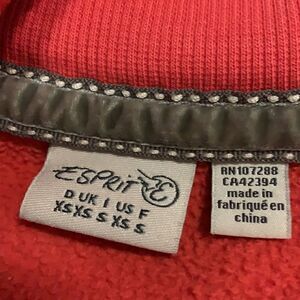 ESPRIT
D UK I US F
XS XS S XS S
RN107288
CA42394
made in
fabriqué en
china